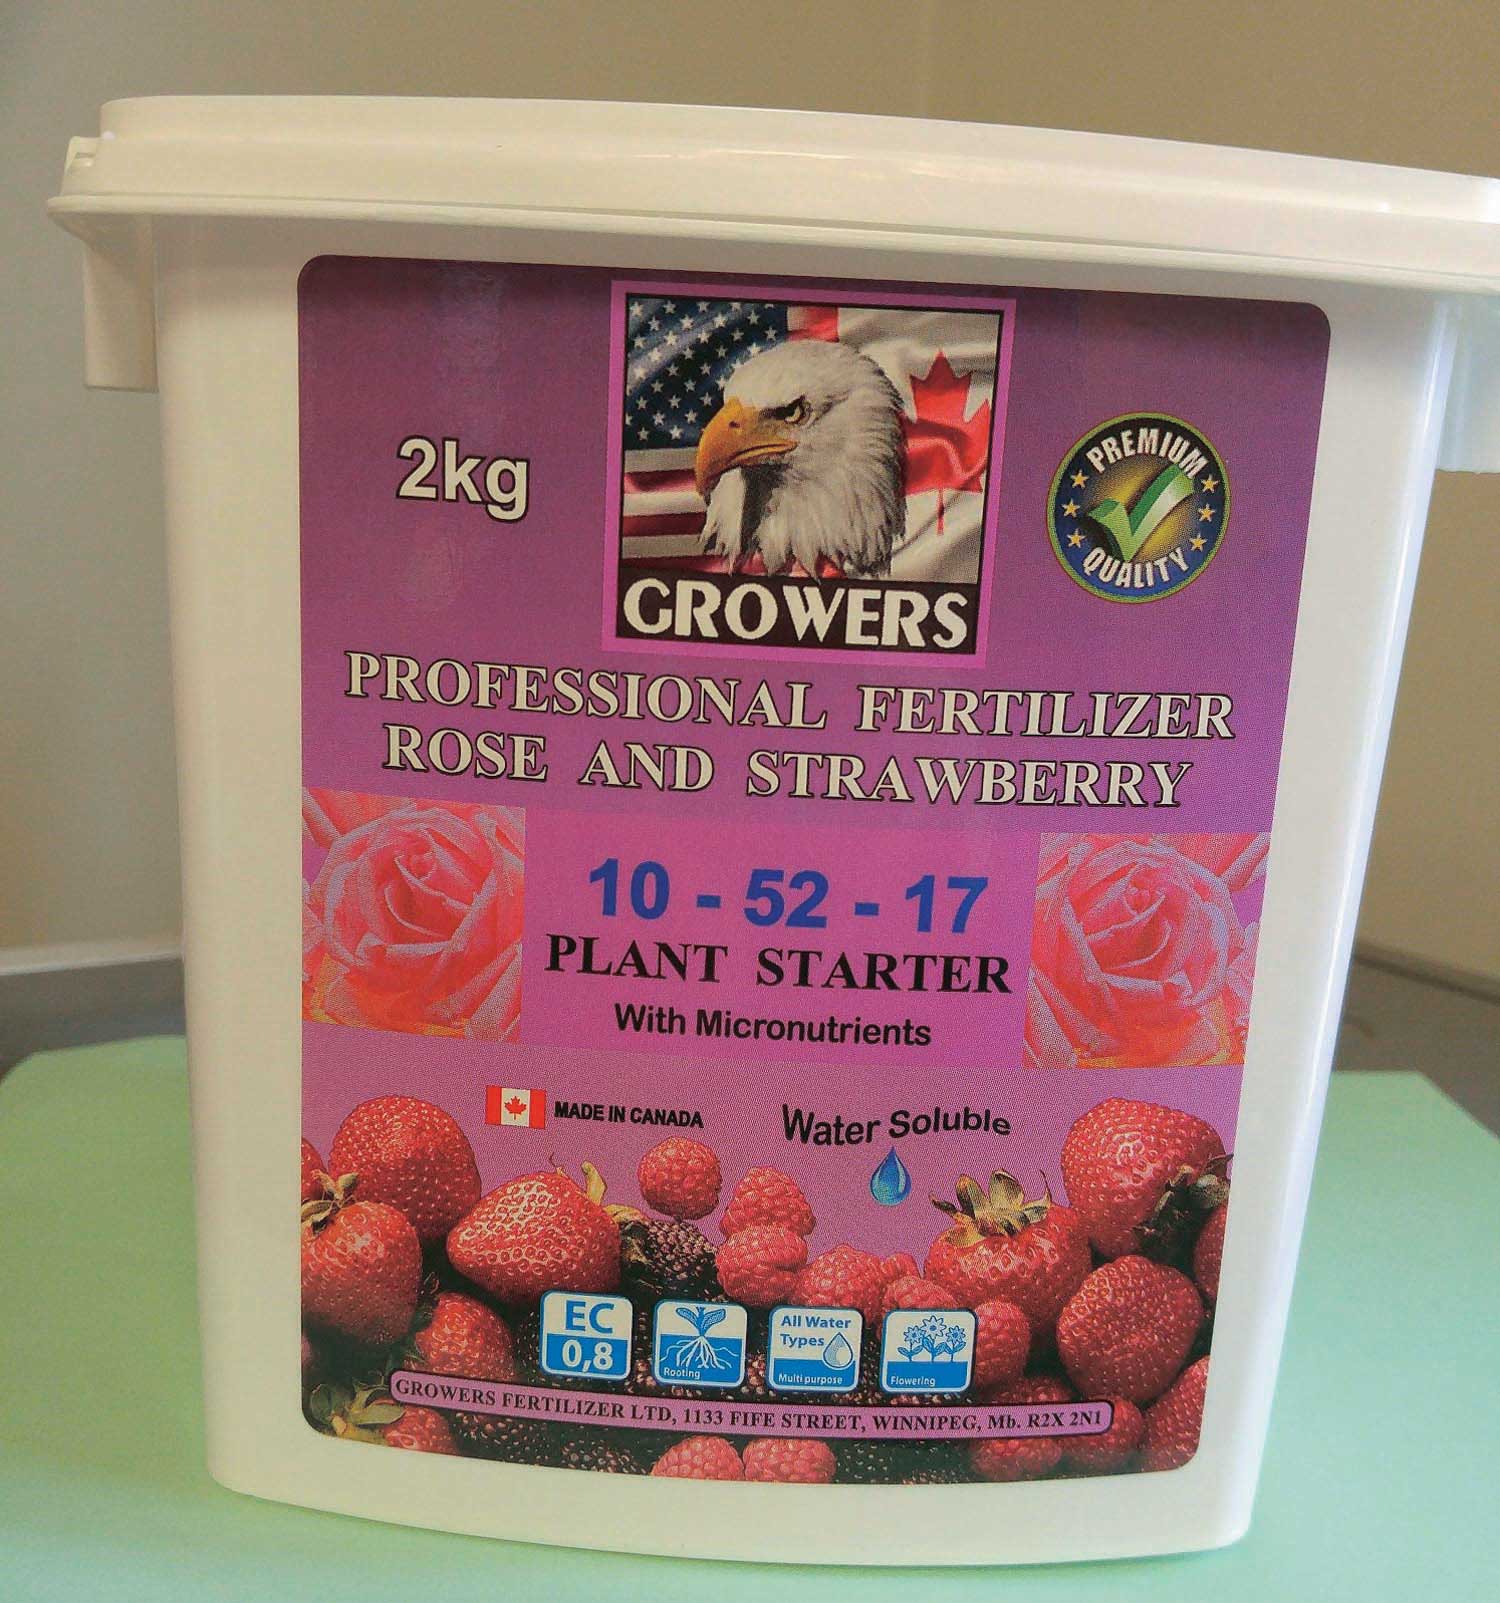 2kg
GROWERS
PREMIUM
QUALITY
PROFESSIONAL FERTILIZER
ROSE AND STRAWBERRY
10 - 52 - 17
PLANT STARTER
With Micronutrients
MADE IN CANADA
Water Soluble
EC
0,8
Rooting
All Water
Types
Multi purpose
Flowering
GROWERS FERTILIZER LTD, 1133 FIFE STREET, WINNIPEG, Mb. R2X 2N1